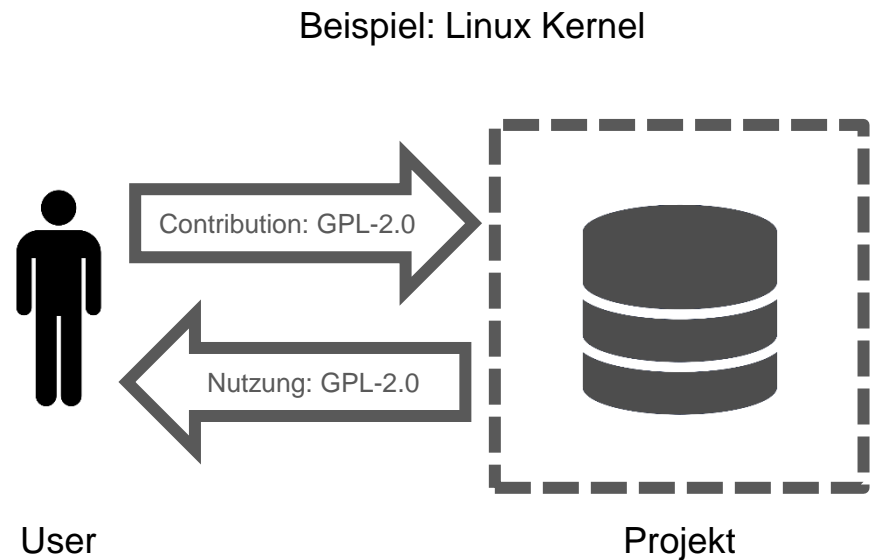 Beispiel: Linux Kernel
Contribution: GPL-2.0
Nutzung: GPL-2.0
User
Projekt